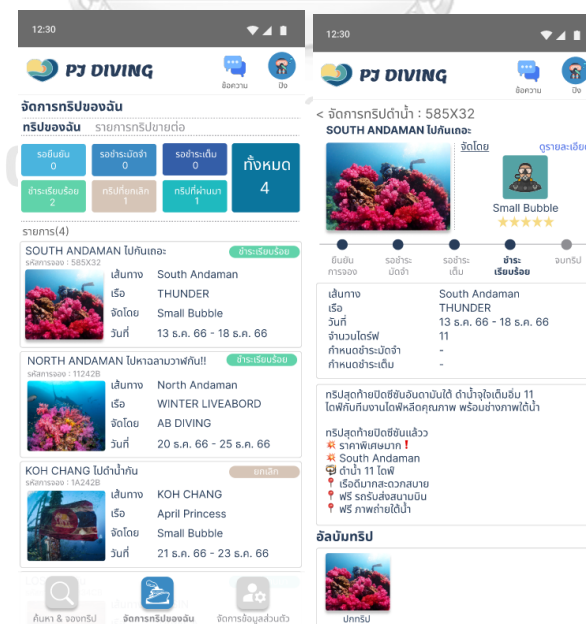 12:30
PJ DIVING
ข้อความ
ปิง
จัดการทริปของฉัน
ทริปของฉัน รายการทริปขายต่อ
รอยืนยัน
0
รอชำระมัดจำ
0
รอชำระเต็ม
0
ทั้งหมด
4
ชำระเรียบร้อย
2
ทริปที่ยกเลิก
1
ทริปที่ผ่านมา
1
รายการ(4)
SOUTH ANDAMAN ไปกันเถอะ
ชำระเรียบร้อย
รหัสการจอง : 585X32
เส้นทาง South Andaman
เรือ THUNDER
จัดโดย Small Bubble
วันที่ 13 ธ.ค. 66 - 18 ธ.ค. 66
NORTH ANDAMAN ไปหาฉลามวาฬกัน!!
ชำระเรียบร้อย
รหัสการจอง : 11242B
เส้นทาง North Andaman
เรือ WINTER LIVEABORD
จัดโดย AB DIVING
วันที่ 20 ธ.ค. 66 - 25 ธ.ค. 66
KOH CHANG ไปดำน้ำกัน
ยกเลิก
รหัสการจอง : 1A242B
เส้นทาง KOH CHANG
เรือ April Princess
จัดโดย Small Bubble
วันที่ 21 ธ.ค. 66 - 23 ธ.ค. 66
ค้นหา & จองทริป
จัดการทริปของฉัน
จัดการข้อมูลส่วนตัว
12:30
PJ DIVING
ข้อความ
ปิง
< จัดการทริปดำน้ำ : 585X32
SOUTH ANDAMAN ไปกันเถอะ
จัดโดย
ดูรายละเอียด
Small Bubble
ยืนยัน
การจอง
รอชำระ
มัดจำ
รอชำระ
เต็ม
ชำระ
เรียบร้อย
จบทริป
เส้นทาง South Andaman
เรือ THUNDER
วันที่ 13 ธ.ค. 66 - 18 ธ.ค. 66
จำนวนไดร์ฟ 11
กำหนดชำระมัดจำ -
กำหนดชำระเต็ม -
ทริปสุดท้ายปิดซีซันอันดามันใต้ ดำน้ำจุใจเต็มอิ่ม 11
ไดฟ์กับทีมงานไดฟ์หลีดคุณภาพ พร้อมช่างภาพใต้น้ำ
ทริปสุดท้ายปิดซีซันแล้วว
💥 ราคาพิเศษมาก❗
💥 South Andaman
🤿 ดำน้ำ 11 ไดฟ์
📍 เรือดีมากสะดวกสบาย
📍 ฟรี รถรับส่งสนามบิน
📍 ฟรี ภาพถ่ายใต้น้ำ
อัลบัมทริป
ปกทริป